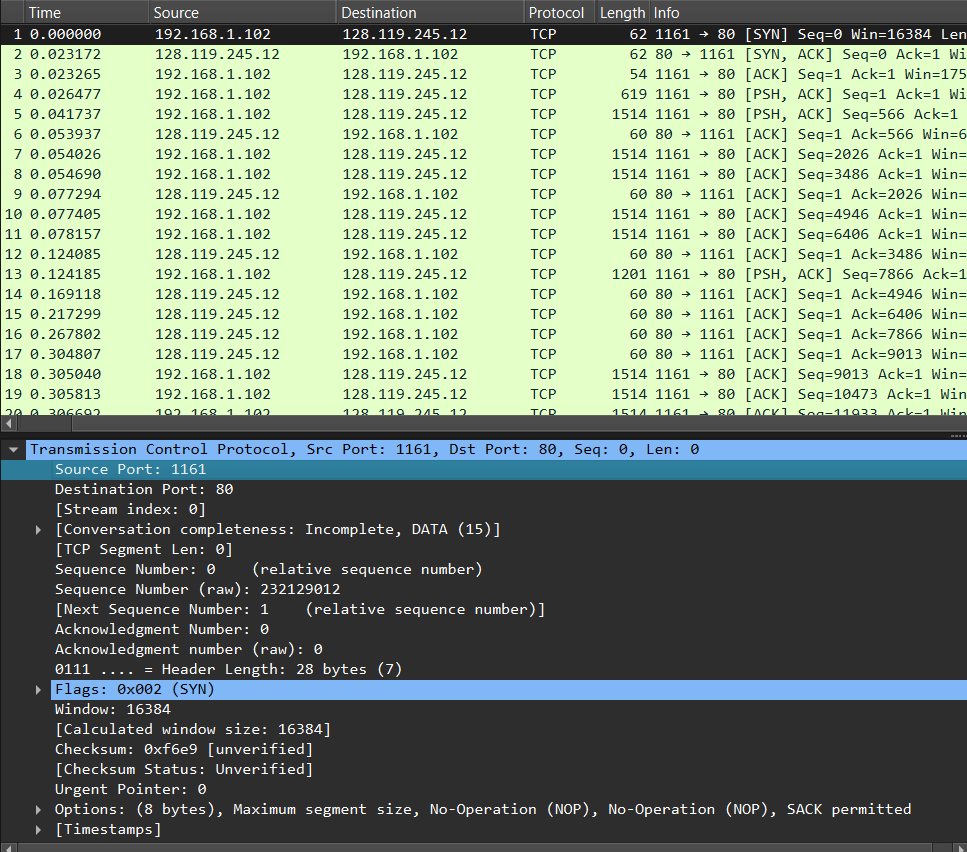 Time Source Destination Protocol Length Info
1 0.000000 192.168.1.102 128.119.245.12 TCP 62 1161 → 80 [SYN] Seq=0 Win=16384 Len
2 0.023172 128.119.245.12 192.168.1.102 TCP 62 80 → 1161 [SYN, ACK] Seq=0 Ack=1 Wi
3 0.023265 192.168.1.102 128.119.245.12 TCP 54 1161 → 80 [ACK] Seq=1 Ack=1 Win=175
4 0.026477 192.168.1.102 128.119.245.12 TCP 619 1161 → 80 [PSH, ACK] Seq=1 Ack=1 Wi
5 0.041737 192.168.1.102 128.119.245.12 TCP 1514 1161 → 80 [PSH, ACK] Seq=566 Ack=1
6 0.053937 128.119.245.12 192.168.1.102 TCP 60 80 → 1161 [ACK] Seq=1 Ack=566 Win=6
7 0.054026 192.168.1.102 128.119.245.12 TCP 1514 1161 → 80 [ACK] Seq=2026 Ack=1 Win=
8 0.054690 192.168.1.102 128.119.245.12 TCP 1514 1161 → 80 [ACK] Seq=3486 Ack=1 Win=
9 0.077294 128.119.245.12 192.168.1.102 TCP 60 80 → 1161 [ACK] Seq=1 Ack=2026 Win=
10 0.077405 192.168.1.102 128.119.245.12 TCP 1514 1161 → 80 [ACK] Seq=4946 Ack=1 Win=
11 0.078157 192.168.1.102 128.119.245.12 TCP 1514 1161 → 80 [ACK] Seq=6406 Ack=1 Win=
12 0.124085 128.119.245.12 192.168.1.102 TCP 60 80 → 1161 [ACK] Seq=1 Ack=3486 Win=
13 0.124185 192.168.1.102 128.119.245.12 TCP 1201 1161 → 80 [PSH, ACK] Seq=7866 Ack=1
14 0.169118 128.119.245.12 192.168.1.102 TCP 60 80 → 1161 [ACK] Seq=1 Ack=4946 Win=
15 0.217299 128.119.245.12 192.168.1.102 TCP 60 80 → 1161 [ACK] Seq=1 Ack=6406 Win=
16 0.267802 128.119.245.12 192.168.1.102 TCP 60 80 → 1161 [ACK] Seq=1 Ack=7866 Win=
17 0.304807 128.119.245.12 192.168.1.102 TCP 60 80 → 1161 [ACK] Seq=1 Ack=9013 Win=
18 0.305040 192.168.1.102 128.119.245.12 TCP 1514 1161 → 80 [ACK] Seq=9013 Ack=1 Win=
19 0.305813 192.168.1.102 128.119.245.12 TCP 1514 1161 → 80 [ACK] Seq=10473 Ack=1 Win
20 0.306692 192.168.1.102 128.119.245.12 TCP 1514 1161 → 80 [ACK] Seq=11933 Ack=1 Win
Transmission Control Protocol, Src Port: 1161, Dst Port: 80, Seq: 0, Len: 0
Source Port: 1161
Destination Port: 80
[Stream index: 0]
[Conversation completeness: Incomplete, DATA (15)]
[TCP Segment Len: 0]
Sequence Number: 0 (relative sequence number)
Sequence Number (raw): 232129012
[Next Sequence Number: 1 (relative sequence number)]
Acknowledgment Number: 0
Acknowledgment number (raw): 0
0111 .... = Header Length: 28 bytes (7)
Flags: 0x002 (SYN)
Window: 16384
[Calculated window size: 16384]
Checksum: 0xf6e9 [unverified]
[Checksum Status: Unverified]
Urgent Pointer: 0
Options: (8 bytes), Maximum segment size, No-Operation (NOP), No-Operation (NOP), SACK permitted
[Timestamps]